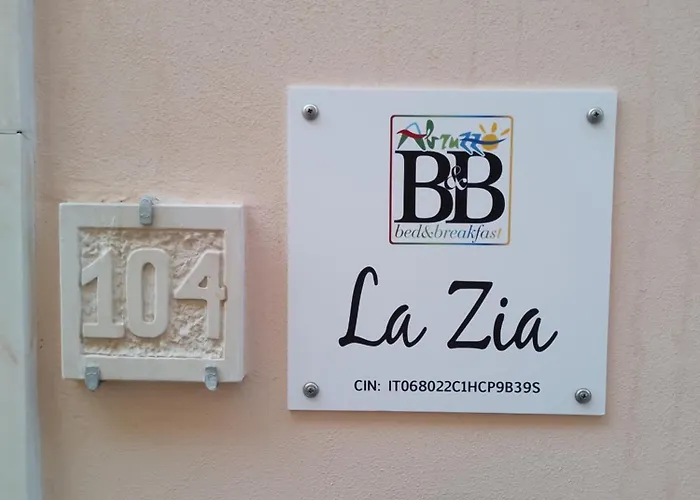 104
Abruzzo
B&B
bed&breakfast
La Zia
CIN: IT068022C1HCP9B39S